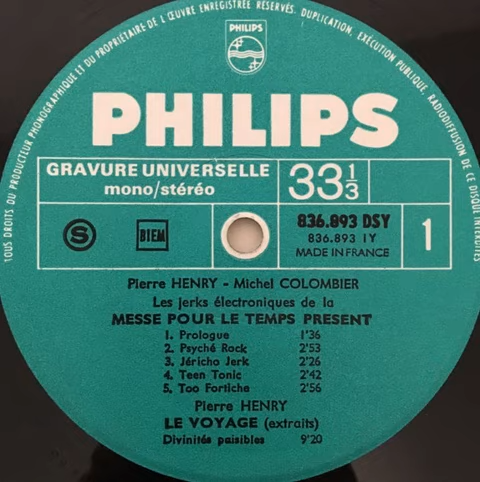 TOUS DROITS DU PRODUCTEUR PHONOGRAPHIQUE ET DU PROPRIÉTAIRE DE L'ŒUVRE ENREGISTRÉE RÉSERVÉS. DUPLICATION, EXÉCUTION PUBLIQUE, RADIODIFFUSION DE CE DISQUE INTERDITES
PHILIPS
PHILIPS
GRAVURE UNIVERSELLE
mono/stéréo
33 1/3
S
BIEM
836.893 DSY
836.893 1Y
MADE IN FRANCE
1
Pierre HENRY - Michel COLOMBIER
Les jerks électroniques de la
MESSE POUR LE TEMPS PRESENT
1. Prologue 1'36
2. Psyché Rock 2'53
3. Jéricho Jerk 2'26
4. Teen Tonic 2'42
5. Too Fortiche 2'56
Pierre HENRY
LE VOYAGE (extraits)
Divinités paisibles 9'20